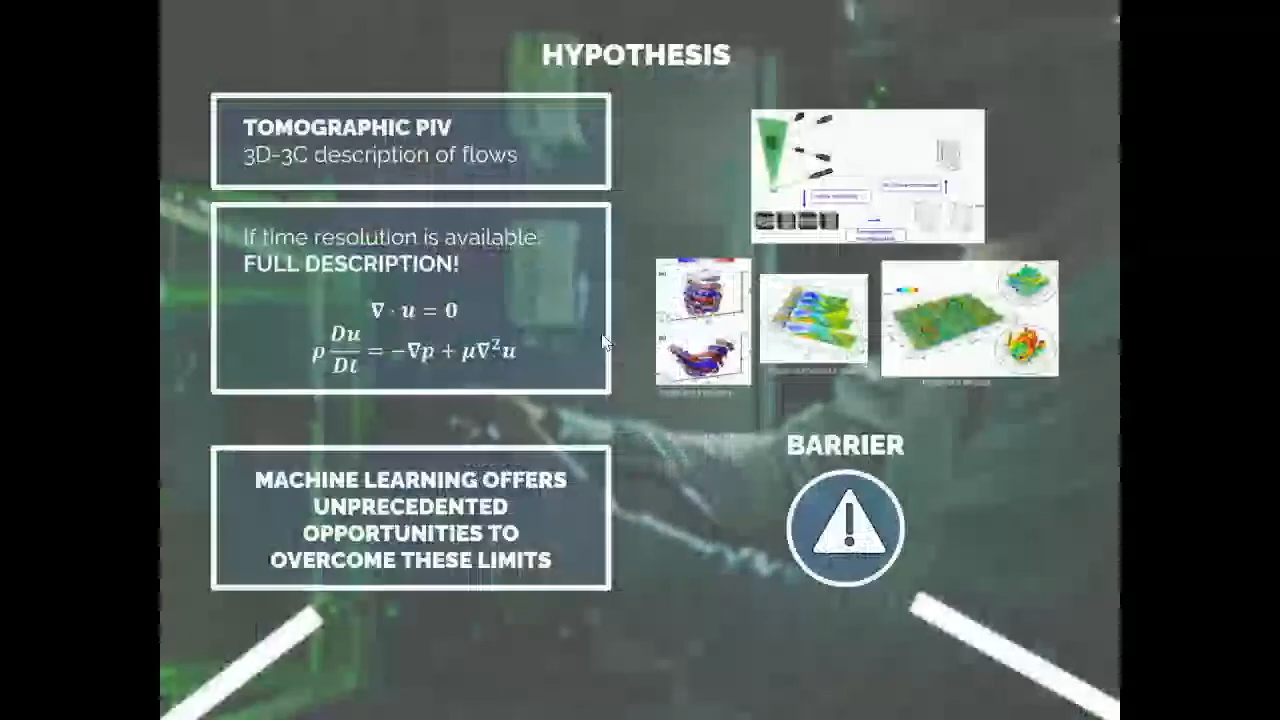 HYPOTHESIS
TOMOGRAPHIC PIV
3D-3C description of flows
If time resolution is available,
FULL DESCRIPTION!
∇ · u = 0
ρ Du/Dt = −∇p + μ∇²u
MACHINE LEARNING OFFERS
UNPRECEDENTED
OPPORTUNITIES TO
OVERCOME THESE LIMITS
BARRIER